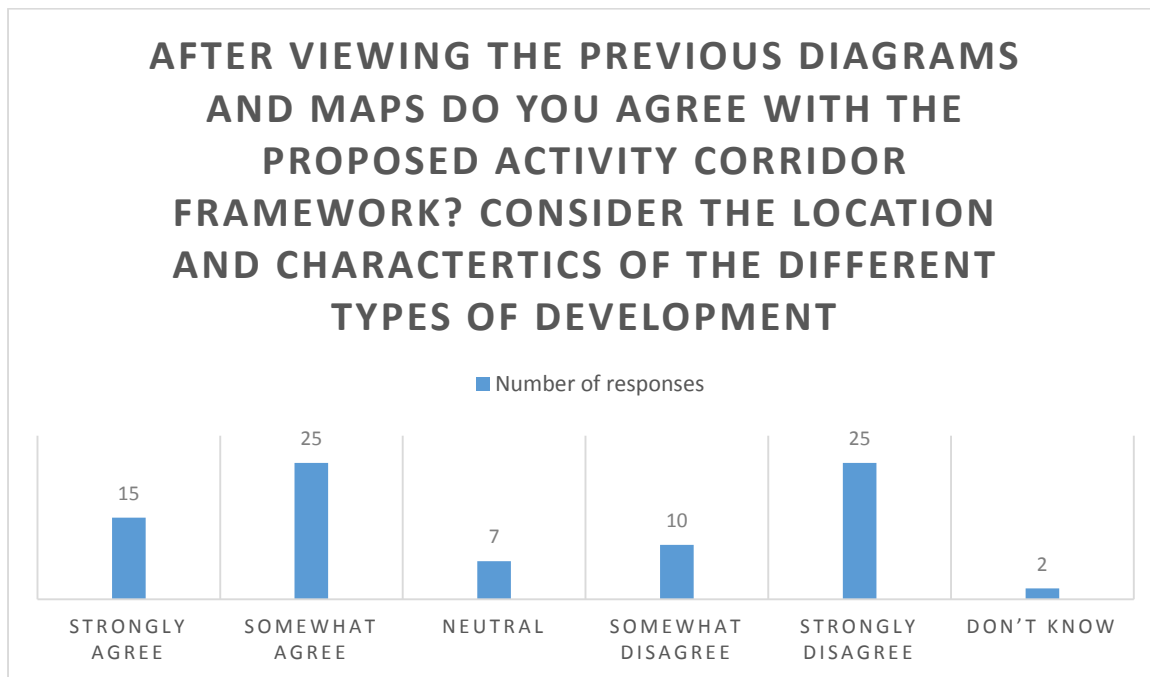 AFTER VIEWING THE PREVIOUS DIAGRAMS
AND MAPS DO YOU AGREE WITH THE
PROPOSED ACTIVITY CORRIDOR
FRAMEWORK? CONSIDER THE LOCATION
AND CHARACTERTICS OF THE DIFFERENT
TYPES OF DEVELOPMENT
Number of responses
15
25
7
10
25
2
STRONGLY
AGREE
SOMEWHAT
AGREE
NEUTRAL
SOMEWHAT
DISAGREE
STRONGLY
DISAGREE
DON'T KNOW